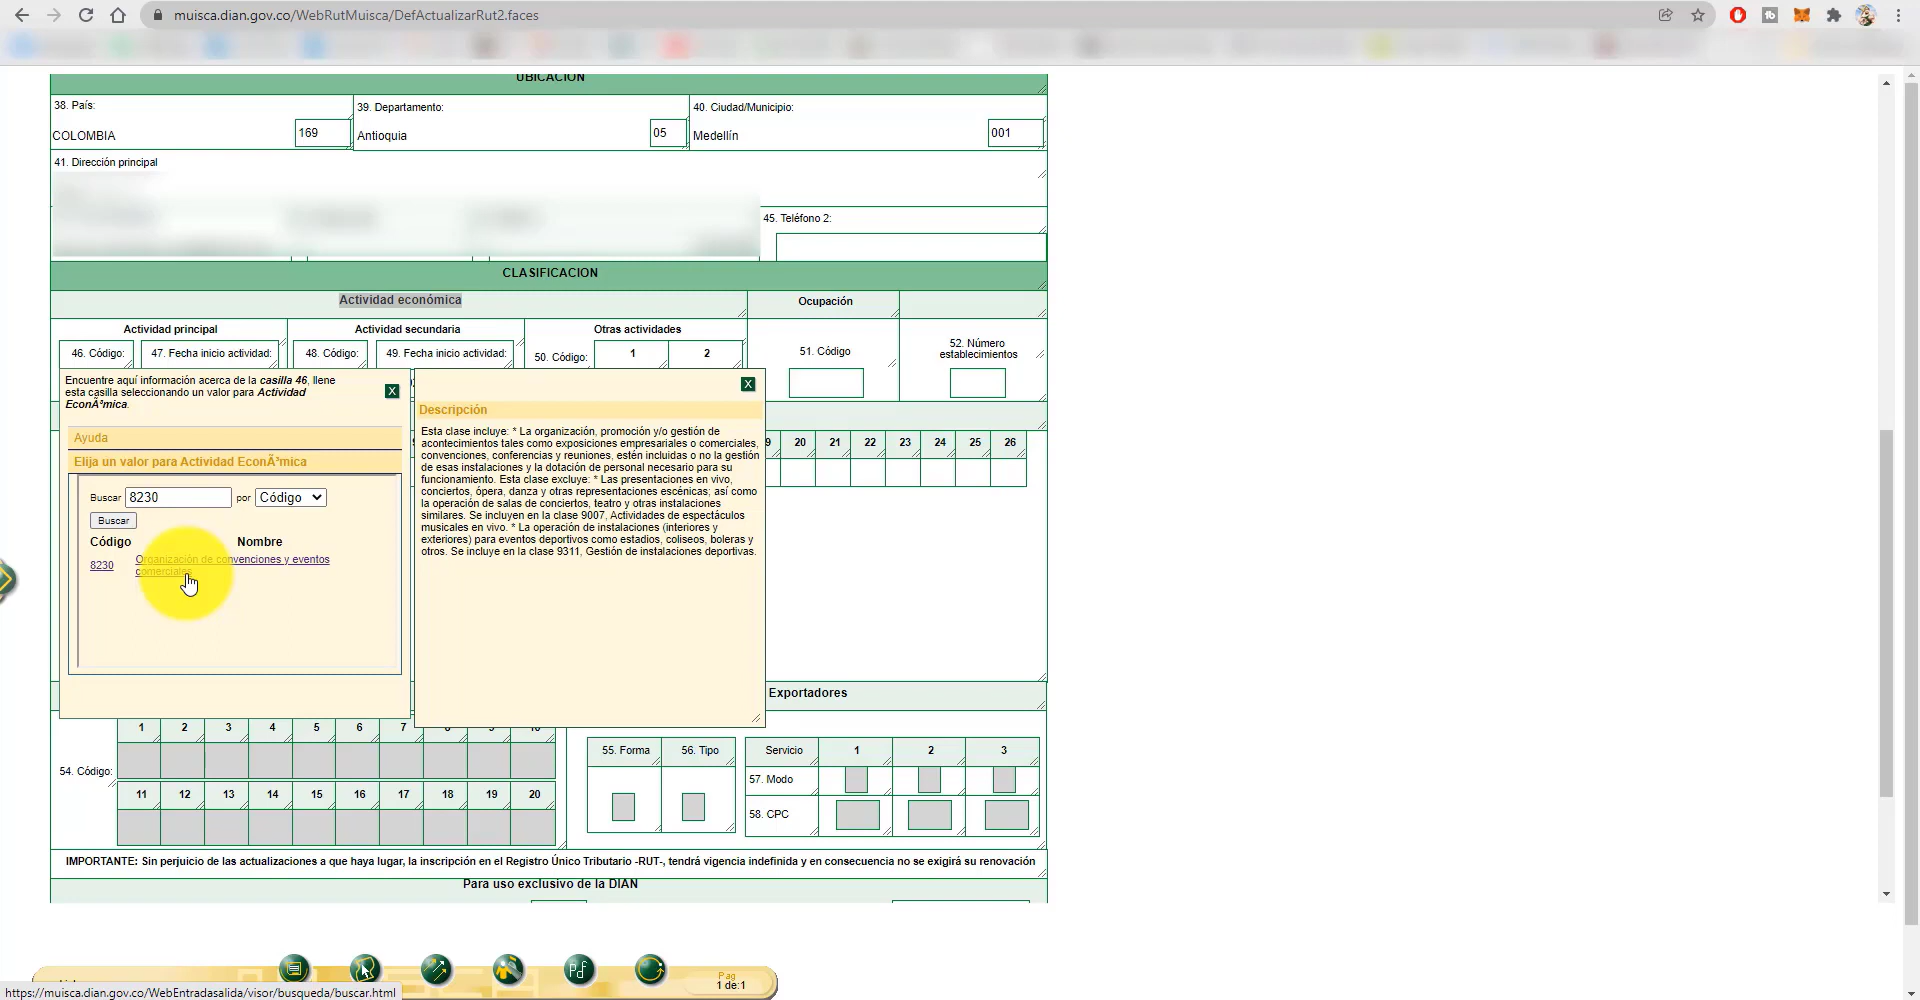 muisca.dian.gov.co/WebRutMuisca/DefActualizarRut2.faces
UBICACION
38. País:
39. Departamento:
40. Ciudad/Municipio:
COLOMBIA
169
Antioquia
05
Medellín
001
41. Dirección principal
45. Teléfono 2:
CLASIFICACION
Actividad económica
Ocupación
Actividad principal
Actividad secundaria
Otras actividades
46. Código:
47. Fecha inicio actividad:
48. Código:
49. Fecha inicio actividad:
50. Código:
1
2
51. Código
52. Número
establecimientos
Encuentre aquí información acerca de la casilla 46, llene
esta casilla seleccionando un valor para Actividad
EconÃ³mica.
X
Ayuda
Elija un valor para Actividad EconÃ³mica
Buscar 8230 por Código
Buscar
Código
Nombre
8230
Organización de convenciones y eventos
comerciales
X
Descripción
Esta clase incluye: * La organización, promoción y/o gestión de
acontecimientos tales como exposiciones empresariales o comerciales,
convenciones, conferencias y reuniones, estén incluidas o no la gestión
de esas instalaciones y la dotación de personal necesario para su
funcionamiento. Esta clase excluye: * Las presentaciones en vivo,
conciertos, ópera, danza y otras representaciones escénicas; así como
la operación de salas de conciertos, teatro y otras instalaciones
similares. Se incluyen en la clase 9007, Actividades de espectáculos
musicales en vivo. * La operación de instalaciones (interiores y
exteriores) para eventos deportivos como estadios, coliseos, boleras y
otros. Se incluye en la clase 9311, Gestión de instalaciones deportivas.
20 21 22 23 24 25 26
Exportadores
1 2 3 4 5 6 7
54. Código:
11 12 13 14 15 16 17 18 19 20
55. Forma
56. Tipo
Servicio
1
2
3
57. Modo
58. CPC
IMPORTANTE: Sin perjuicio de las actualizaciones a que haya lugar, la inscripción en el Registro Único Tributario -RUT-, tendrá vigencia indefinida y en consecuencia no se exigirá su renovación
Para uso exclusivo de la DIAN
Pdf
Pag
1 de:1
https://muisca.dian.gov.co/WebEntradasalida/visor/busqueda/buscar.html